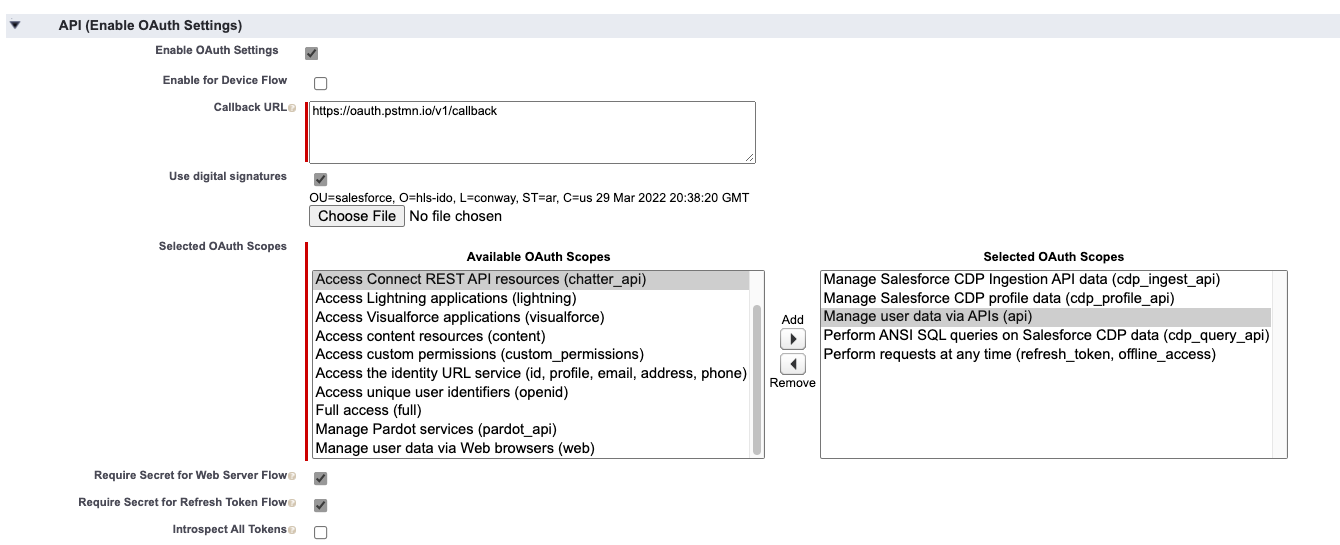 API (Enable OAuth Settings)
Enable OAuth Settings
Enable for Device Flow
Callback URL
https://oauth.pstmn.io/v1/callback
Use digital signatures
OU=salesforce, O=hls-ido, L=conway, ST=ar, C=us 29 Mar 2022 20:38:20 GMT
Choose File No file chosen
Selected OAuth Scopes
Available OAuth Scopes
Access Connect REST API resources (chatter_api)
Access Lightning applications (lightning)
Access Visualforce applications (visualforce)
Access content resources (content)
Access custom permissions (custom_permissions)
Access the identity URL service (id, profile, email, address, phone)
Access unique user identifiers (openid)
Full access (full)
Manage Pardot services (pardot_api)
Manage user data via Web browsers (web)
Add
Remove
Selected OAuth Scopes
Manage Salesforce CDP Ingestion API data (cdp_ingest_api)
Manage Salesforce CDP profile data (cdp_profile_api)
Manage user data via APIs (api)
Perform ANSI SQL queries on Salesforce CDP data (cdp_query_api)
Perform requests at any time (refresh_token, offline_access)
Require Secret for Web Server Flow
Require Secret for Refresh Token Flow
Introspect All Tokens